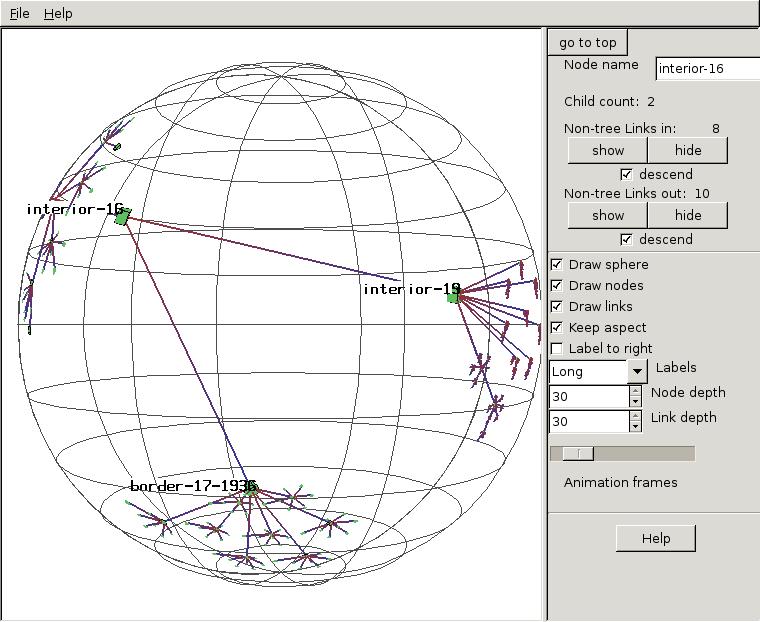 File Help
go to top
Node name interior-16
Child count: 2
Non-tree Links in: 8
show hide
descend
Non-tree Links out: 10
show hide
descend
Draw sphere
Draw nodes
Draw links
Keep aspect
Label to right
Long Labels
30 Node depth
30 Link depth
Animation frames
Help
interior-16
interior-19
border-17-1936